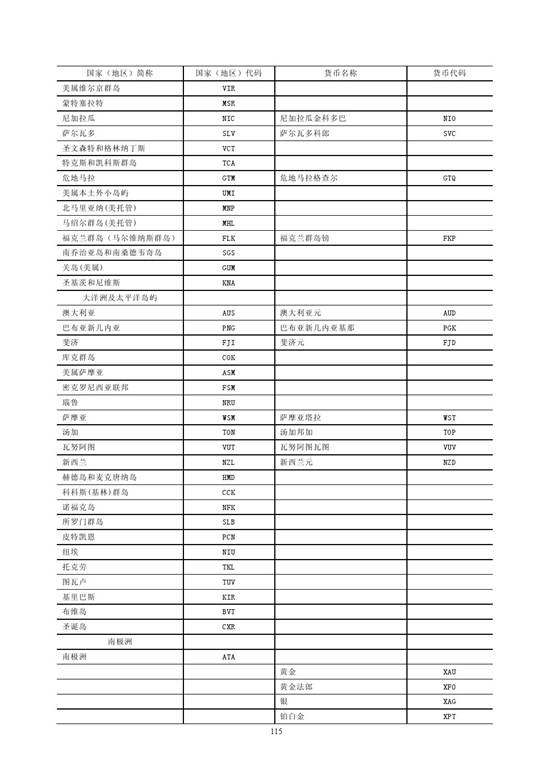 国家（地区）简称 国家（地区）代码 货币名称 货币代码
美属维尔京群岛 VIR
蒙特塞拉特 MSR
尼加拉瓜 NIC 尼加拉瓜金科多巴 NIO
萨尔瓦多 SLV 萨尔瓦多科郎 SVC
圣文森特和格林纳丁斯 VCT
特克斯和凯科斯群岛 TCA
危地马拉 GTM 危地马拉格查尔 GTQ
美属本土外小岛屿 UMI
北马里亚纳(美托管) MNP
马绍尔群岛(美托管) MHL
福克兰群岛（马尔维纳斯群岛） FLK 福克兰群岛镑 FKP
南乔治亚岛和南桑德韦奇岛 SGS
关岛(美属) GUM
圣基茨和尼维斯 KNA
大洋洲及太平洋岛屿
澳大利亚 AUS 澳大利亚元 AUD
巴布亚新几内亚 PNG 巴布亚新几内亚基那 PGK
斐济 FJI 斐济元 FJD
库克群岛 COK
美属萨摩亚 ASM
密克罗尼西亚联邦 FSM
瑙鲁 NRU
萨摩亚 WSM 萨摩亚塔拉 WST
汤加 TON 汤加邦加 TOP
瓦努阿图 VUT 瓦努阿图瓦图 VUV
新西兰 NZL 新西兰元 NZD
赫德岛和麦克唐纳岛 HMD
科科斯(基林)群岛 CCK
诺福克岛 NFK
所罗门群岛 SLB
皮特凯恩 PCN
纽埃 NIU
托克劳 TKL
图瓦卢 TUV
基里巴斯 KIR
布维岛 BVT
圣诞岛 CXR
南极洲
南极洲 ATA
黄金 XAU
黄金法郎 XFO
银 XAG
铂白金 XPT
115